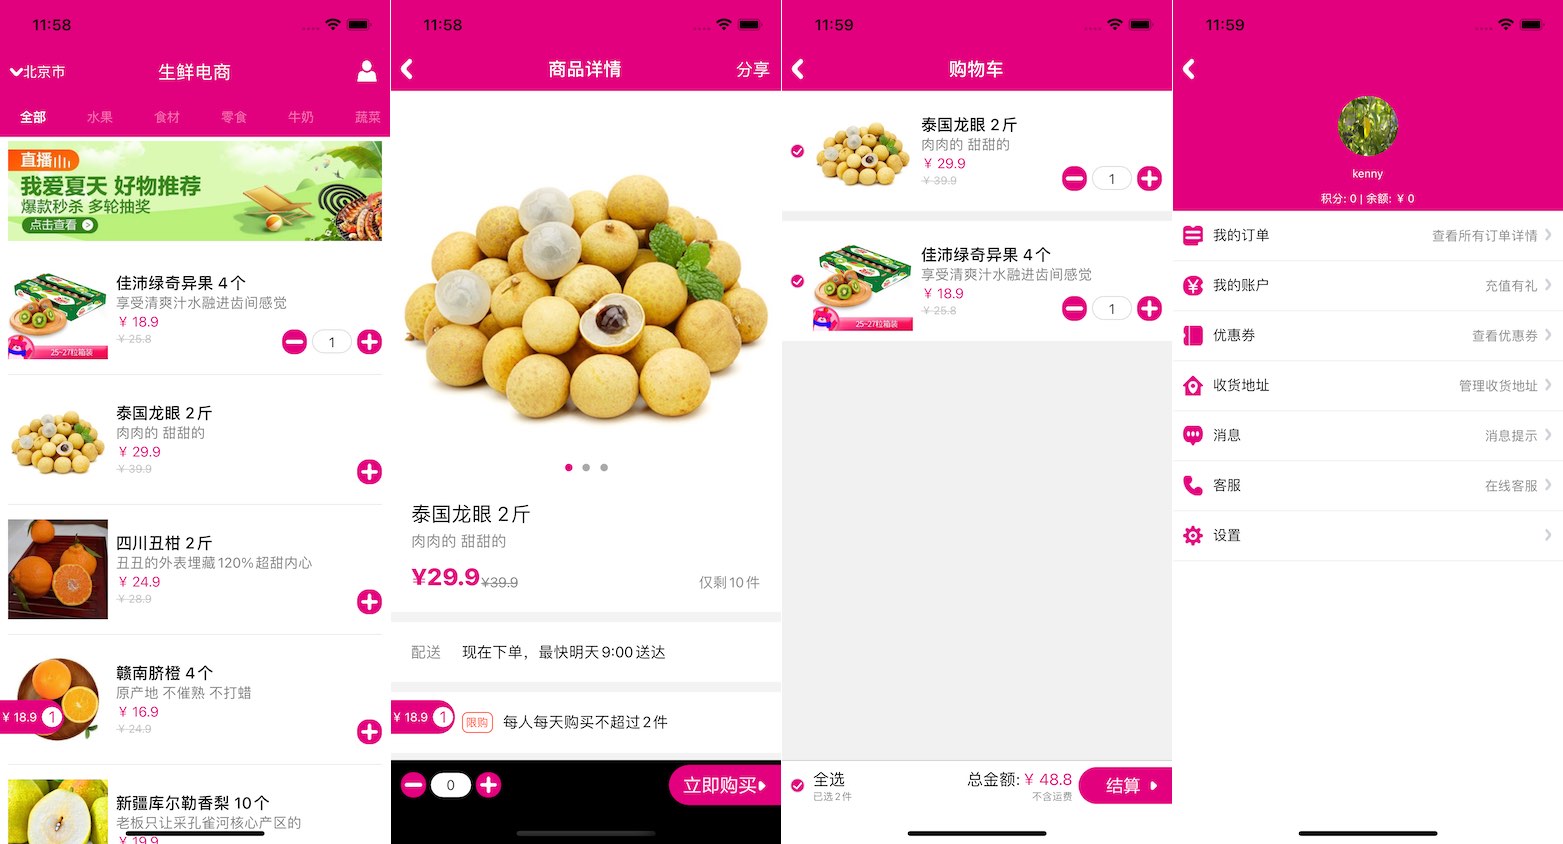 11:58
北京市
生鲜电商
全部 水果 食材 零食 牛奶 蔬菜
直播
我爱夏天 好物推荐
爆款秒杀 多轮抽奖
点击查看 >
佳沛绿奇异果 4个
享受清爽汁水融进齿间感觉
¥ 18.9
¥ 25.8
1
25-27粒箱装
泰国龙眼 2斤
肉肉的 甜甜的
¥ 29.9
¥ 39.9
四川丑柑 2斤
丑丑的外表埋藏120%超甜内心
¥ 24.9
¥ 28.9
赣南脐橙 4个
原产地 不催熟 不打蜡
¥ 16.9
¥ 24.9
¥ 18.9 1
新疆库尔勒香梨 10个
老板只让采孔雀河核心产区的
¥ 19.9
11:58
商品详情
分享
泰国龙眼 2斤
肉肉的 甜甜的
¥29.9 ¥39.9
仅剩10件
配送 现在下单，最快明天9:00送达
¥ 18.9 1
限购 每人每天购买不超过2件
0
立即购买
11:59
购物车
泰国龙眼 2斤
肉肉的 甜甜的
¥ 29.9
¥ 39.9
1
佳沛绿奇异果 4个
享受清爽汁水融进齿间感觉
¥ 18.9
¥ 25.8
1
25-27粒箱装
全选
已选2件
总金额: ¥ 48.8
不含运费
结算
11:59
kenny
积分: 0 | 余额: ¥ 0
我的订单 查看所有订单详情
我的账户 充值有礼
优惠券 查看优惠券
收货地址 管理收货地址
消息 消息提示
客服 在线客服
设置